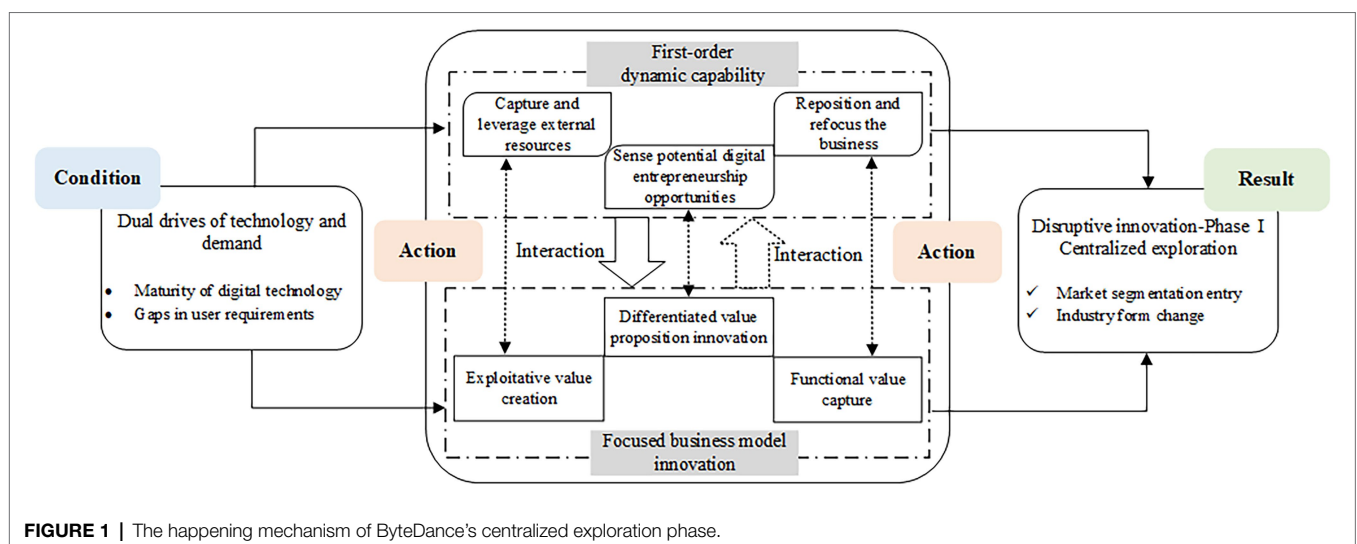 First-order
dynamic capability
Capture and
leverage external
resources
Reposition and
refocus the
business
Sense potential digital
entrepreneurship
opportunities
Condition
Dual drives of technology and
demand
• Maturity of digital technology
• Gaps in user requirements
Action
Interaction
Interaction
Action
Result
Disruptive innovation-Phase I
Centralized exploration
✓ Market segmentation entry
✓ Industry form change
Differentiated value
proposition innovation
Exploitative value
creation
Functional value
capture
Focused business model
innovation
FIGURE 1 | The happening mechanism of ByteDance's centralized exploration phase.